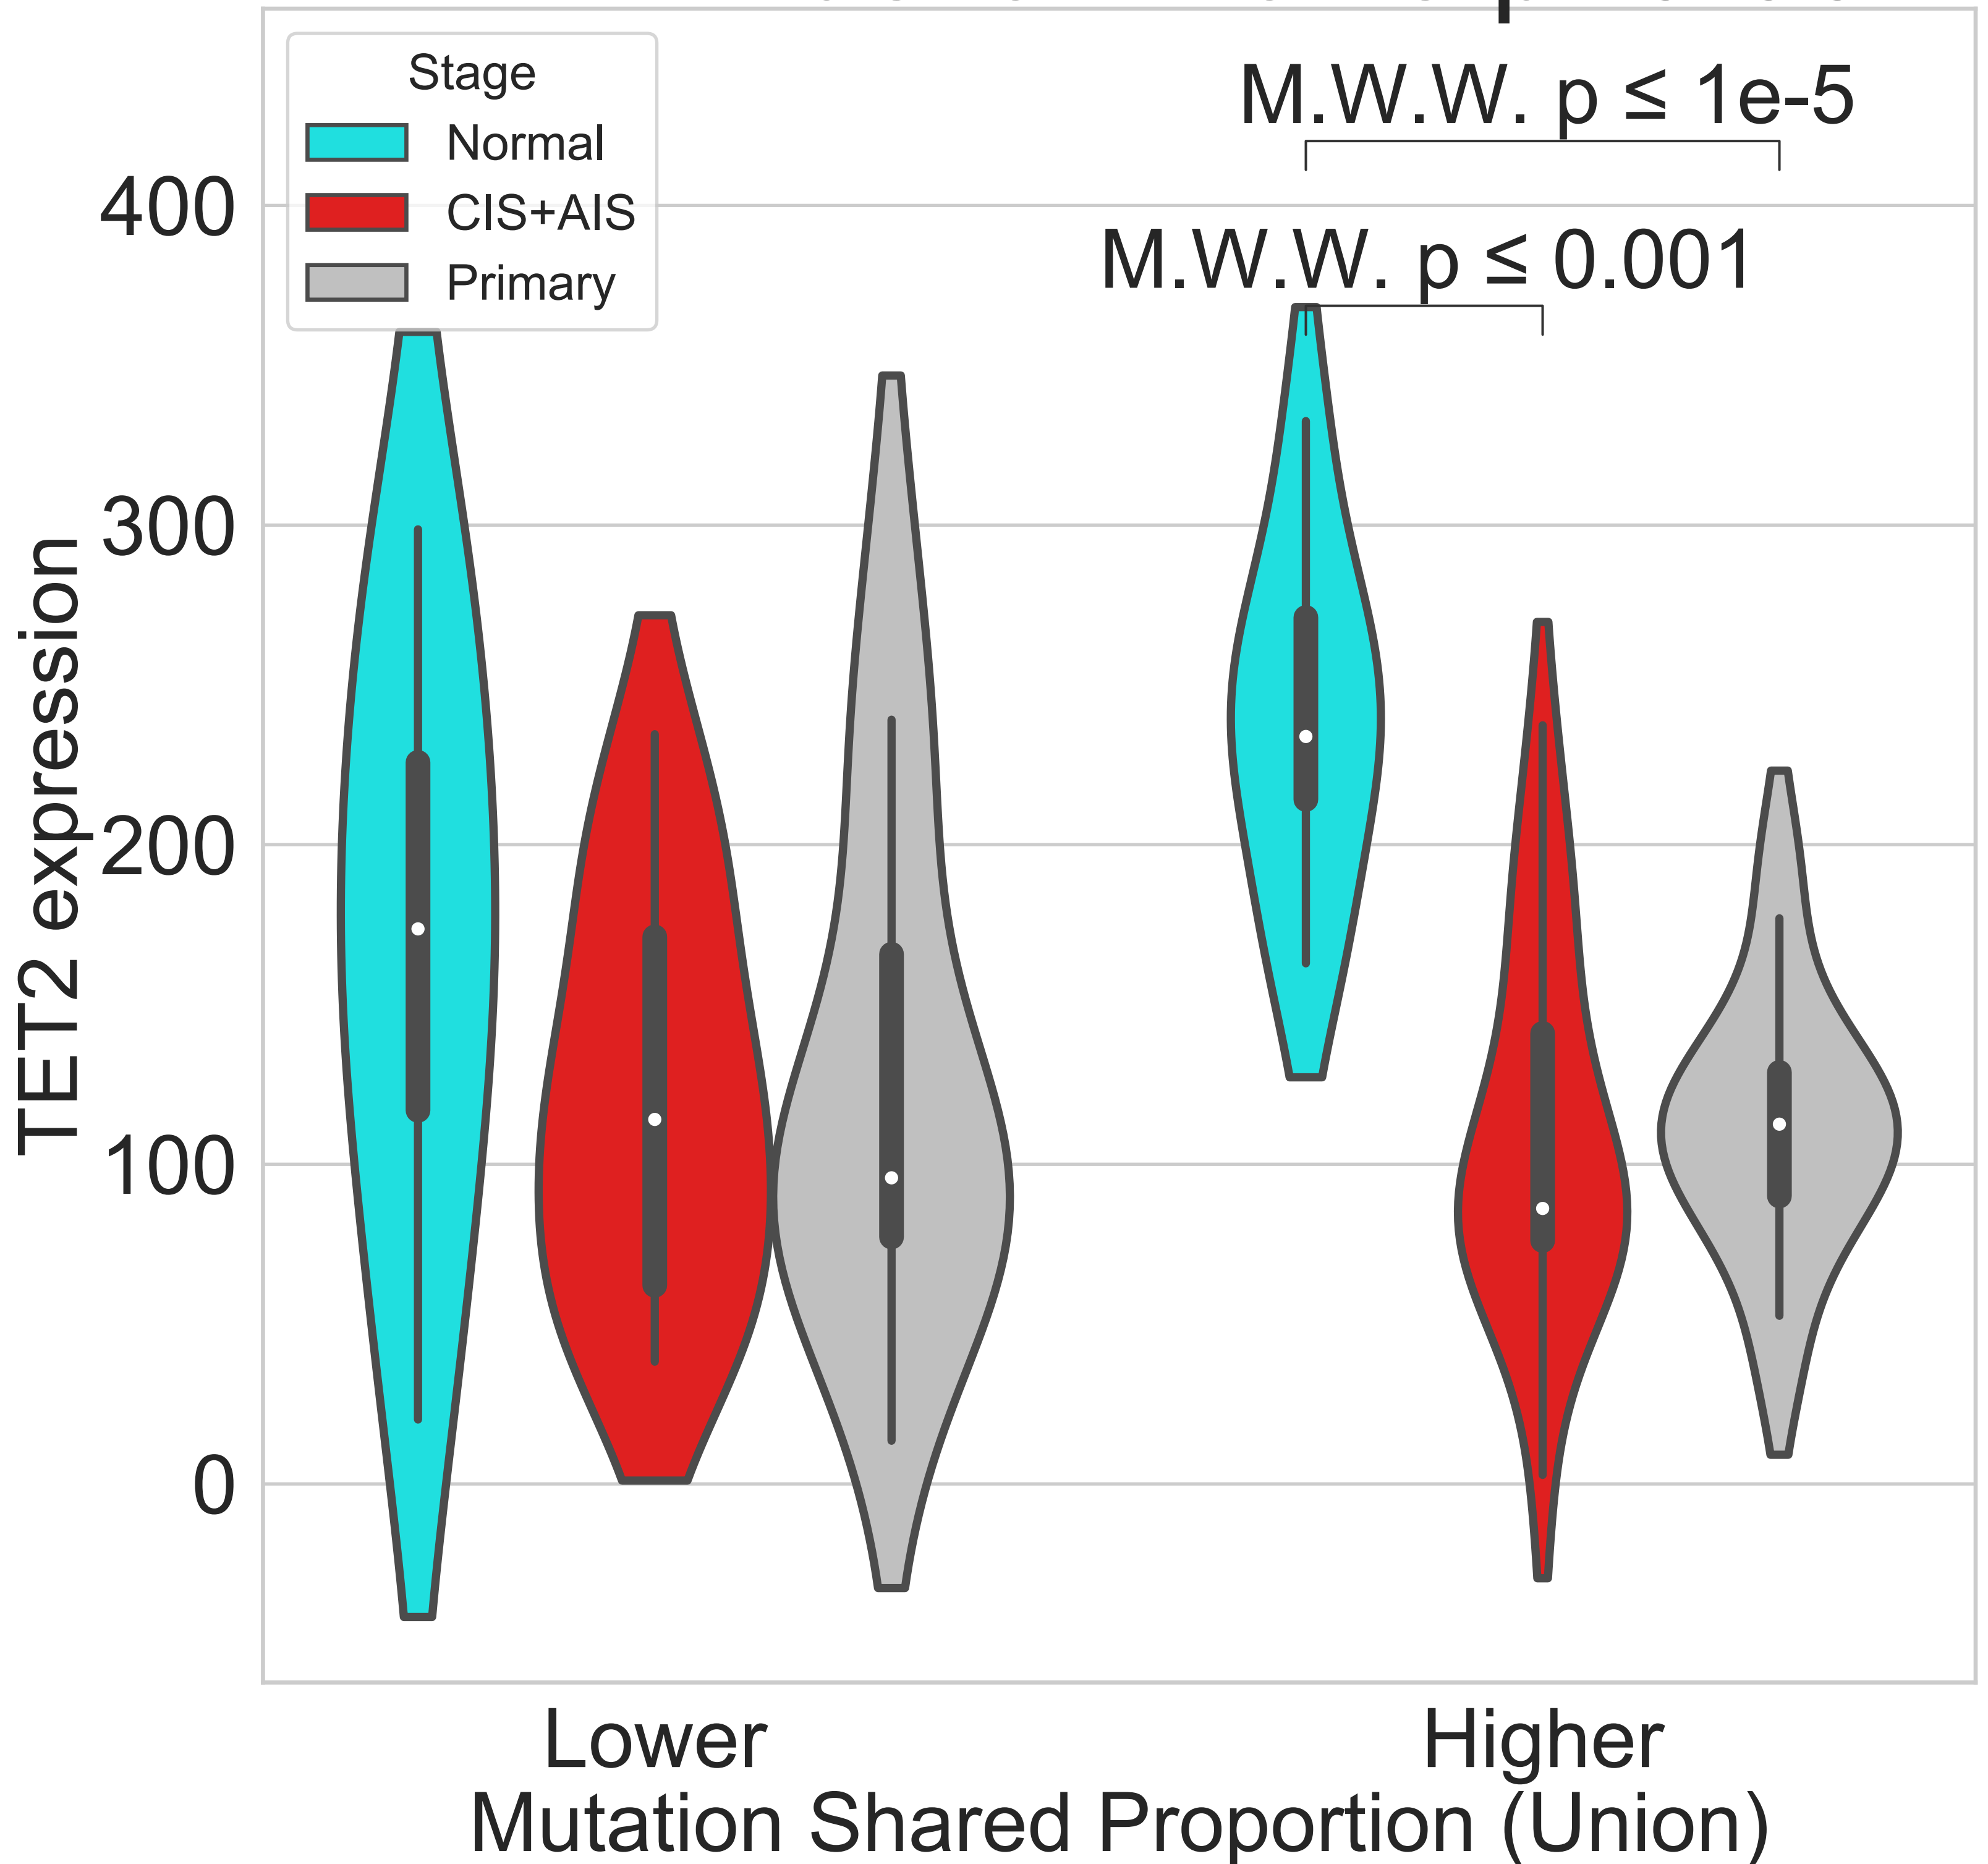 Stage
Normal
CIS+AIS
Primary
M.W.W. p ≤ 1e-5
M.W.W. p ≤ 0.001
400
300
200
100
0
TET2 expression
Lower
Higher
Mutation Shared Proportion (Union)